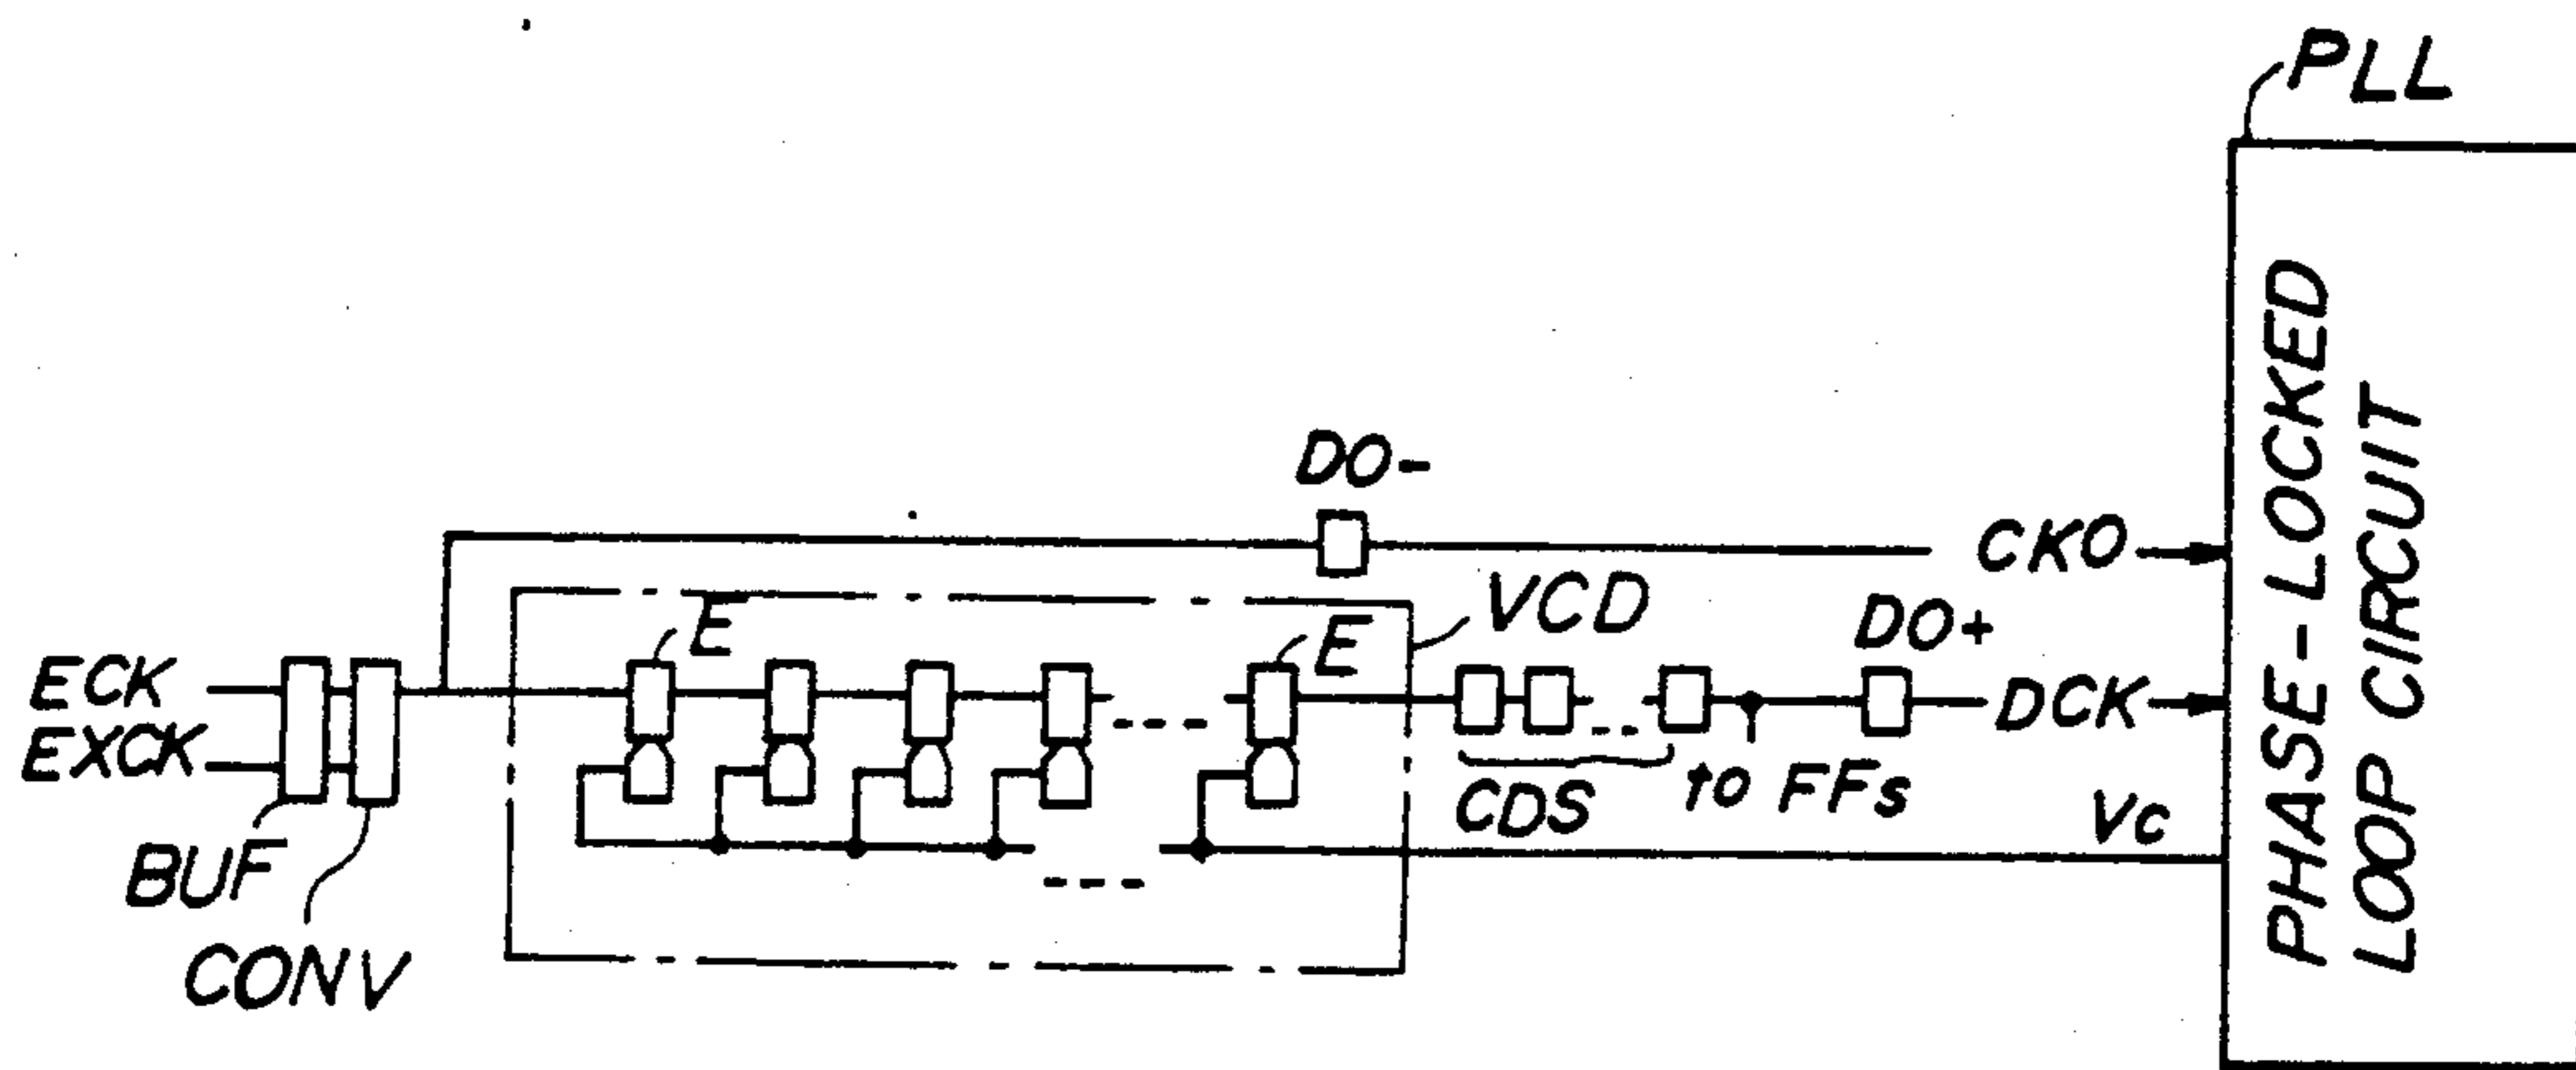 PLL
PHASE-LOCKED
LOOP CIRCUIT
DO-
CKO
VCD
DO+
E
E
ECK
EXCK
DCK
BUF
CONV
CDS
to FFs
Vc